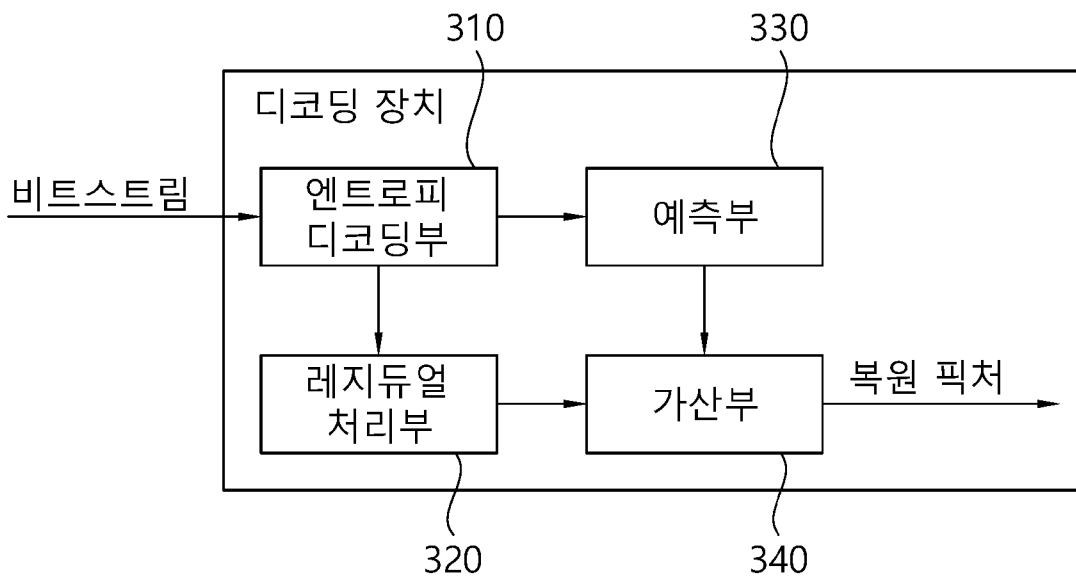 310
330
디코딩 장치
비트스트림
엔트로피
디코딩부
예측부
레지듀얼
처리부
가산부
복원 픽처
320
340